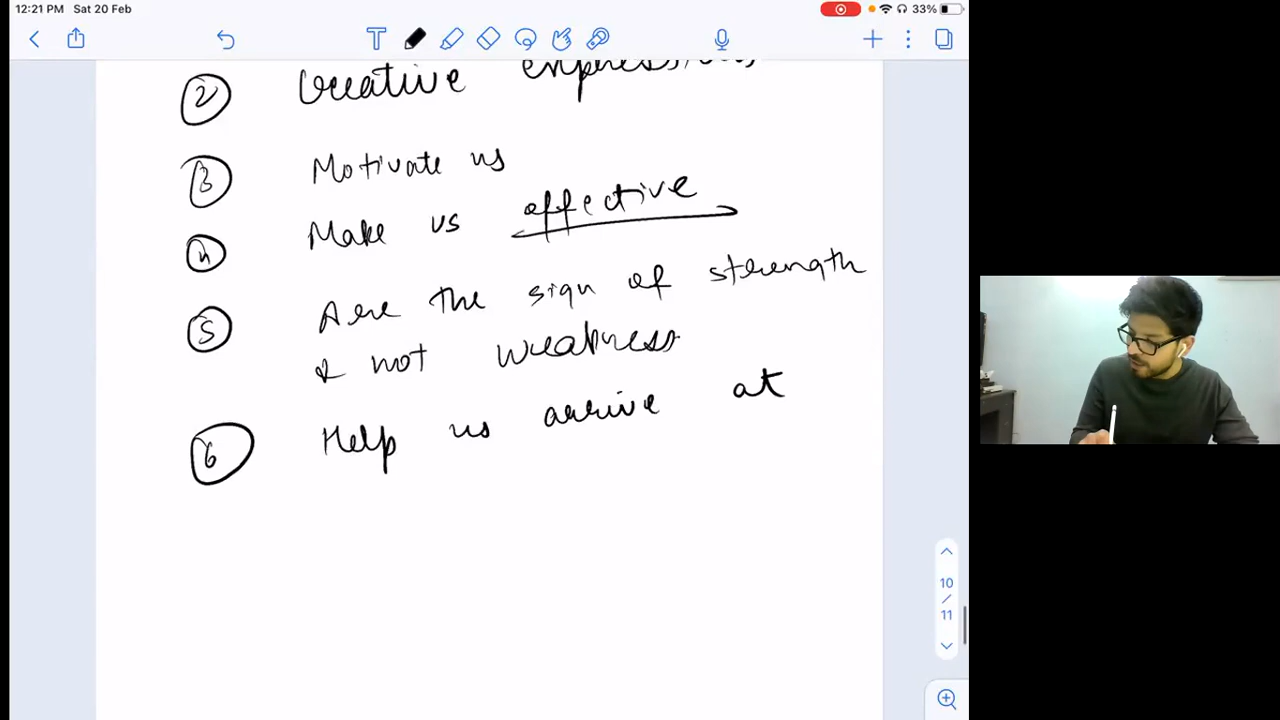 12:21 PM Sat 20 Feb
33%
2 Creative expressions
3 Motivate us
4 Make us effective
5 Are the sign of strength
& not weakness
6 Help us arrive at
10
/
11